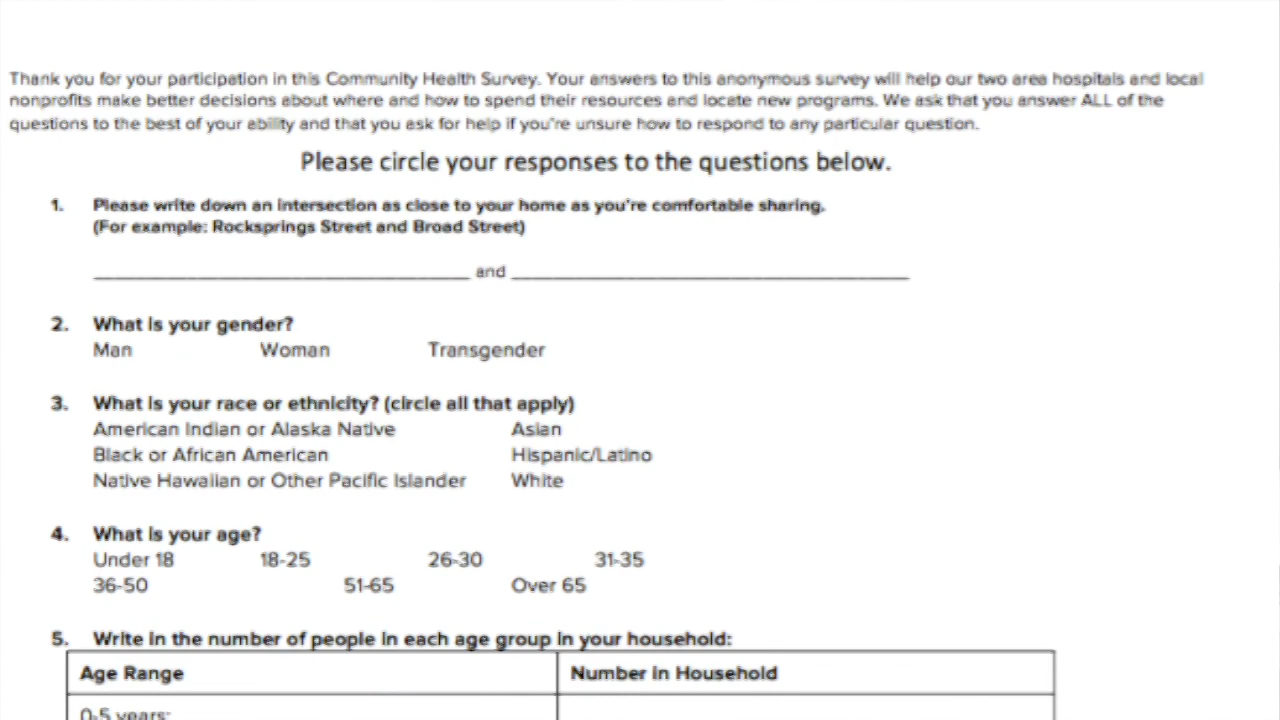 Thank you for your participation in this Community Health Survey. Your answers to this anonymous survey will help our two area hospitals and local
nonprofits make better decisions about where and how to spend their resources and locate new programs. We ask that you answer ALL of the
questions to the best of your ability and that you ask for help if you're unsure how to respond to any particular question.
Please circle your responses to the questions below.
1. Please write down an intersection as close to your home as you're comfortable sharing.
(For example: Rocksprings Street and Broad Street)
_____________________________________ and _______________________________________
2. What is your gender?
Man Woman Transgender
3. What is your race or ethnicity? (circle all that apply)
American Indian or Alaska Native Asian
Black or African American Hispanic/Latino
Native Hawaiian or Other Pacific Islander White
4. What is your age?
Under 18 18-25 26-30 31-35
36-50 51-65 Over 65
5. Write in the number of people in each age group in your household:
Age Range Number in Household
0-5 years: